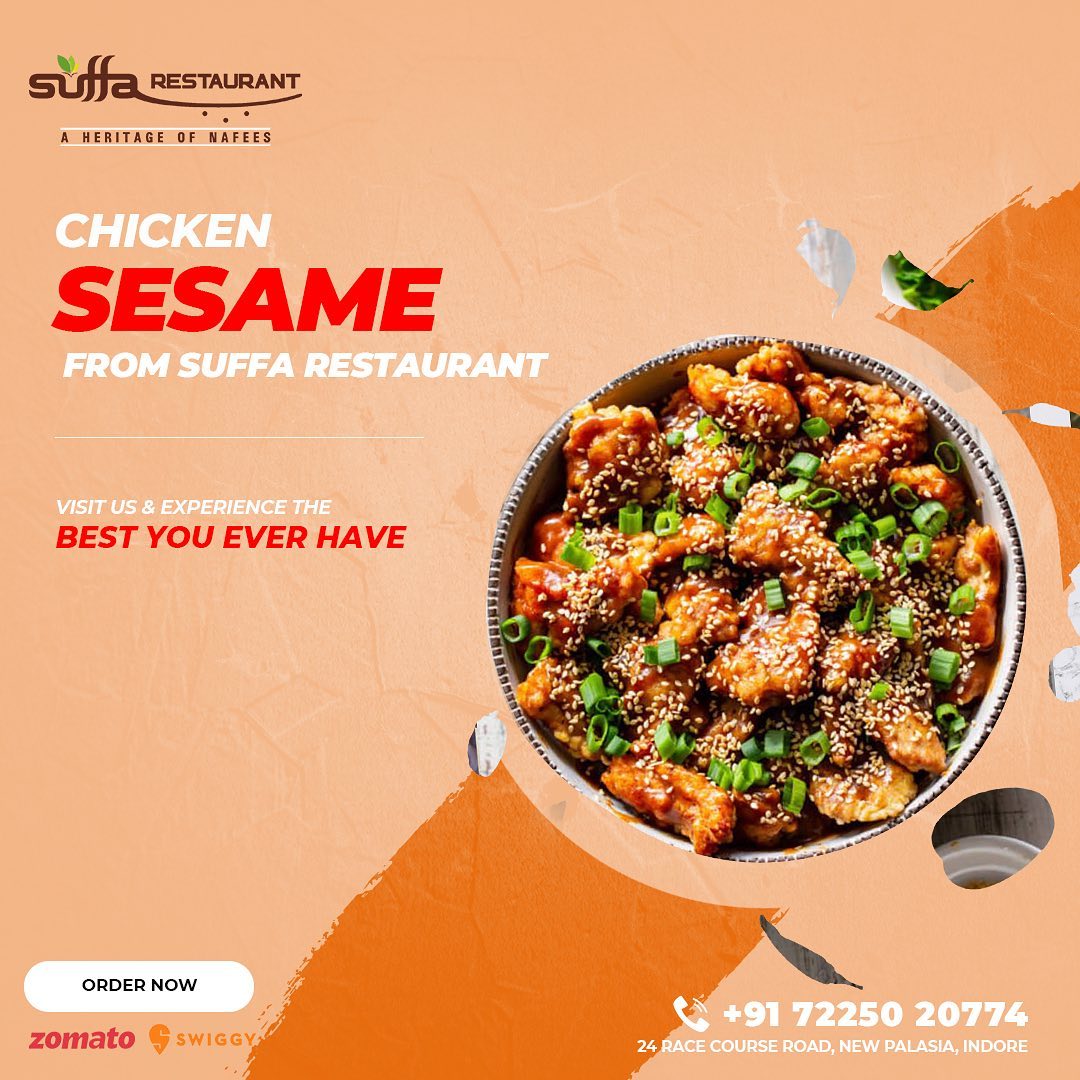 suffa RESTAURANT
A HERITAGE OF NAFEES
CHICKEN
SESAME
FROM SUFFA RESTAURANT
VISIT US & EXPERIENCE THE
BEST YOU EVER HAVE
ORDER NOW
zomato SWIGGY
+91 72250 20774
24 RACE COURSE ROAD, NEW PALASIA, INDORE